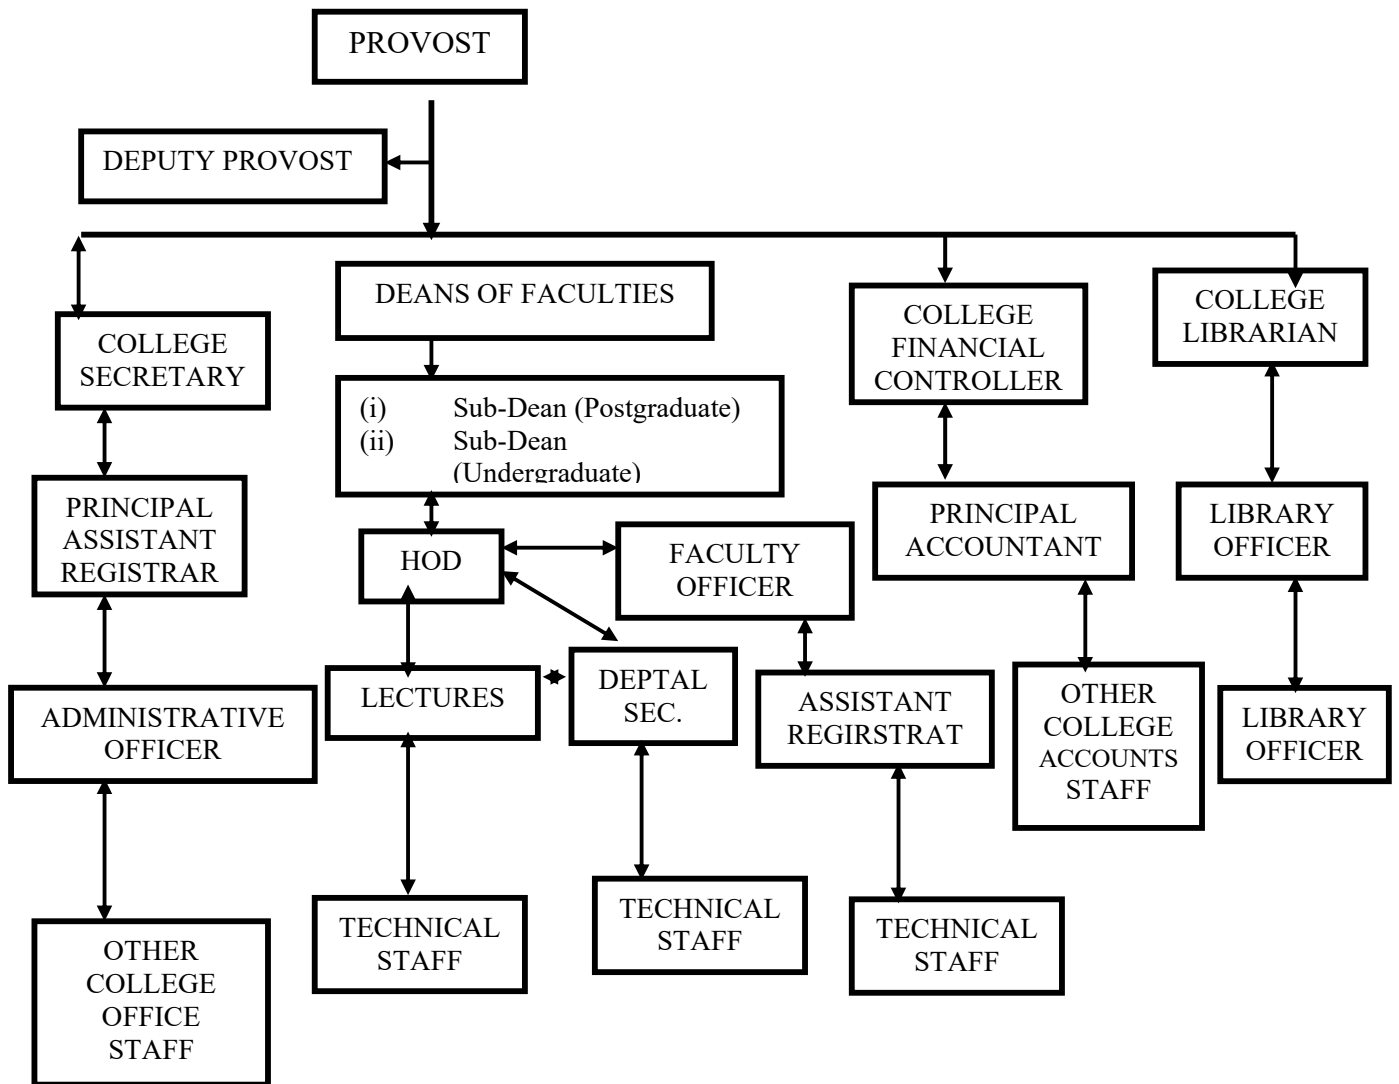 PROVOST
DEPUTY PROVOST
DEANS OF FACULTIES
COLLEGE
LIBRARIAN
COLLEGE
FINANCIAL
CONTROLLER
COLLEGE
SECRETARY
(i) Sub-Dean (Postgraduate)
(ii) Sub-Dean
(Undergraduate)
PRINCIPAL
ASSISTANT
REGISTRAR
HOD
FACULTY
OFFICER
PRINCIPAL
ACCOUNTANT
LIBRARY
OFFICER
ADMINISTRATIVE
OFFICER
LECTURES
DEPTAL
SEC.
ASSISTANT
REGIRSTRAT
OTHER
COLLEGE
ACCOUNTS
STAFF
LIBRARY
OFFICER
OTHER
COLLEGE
OFFICE
STAFF
TECHNICAL
STAFF
TECHNICAL
STAFF
TECHNICAL
STAFF